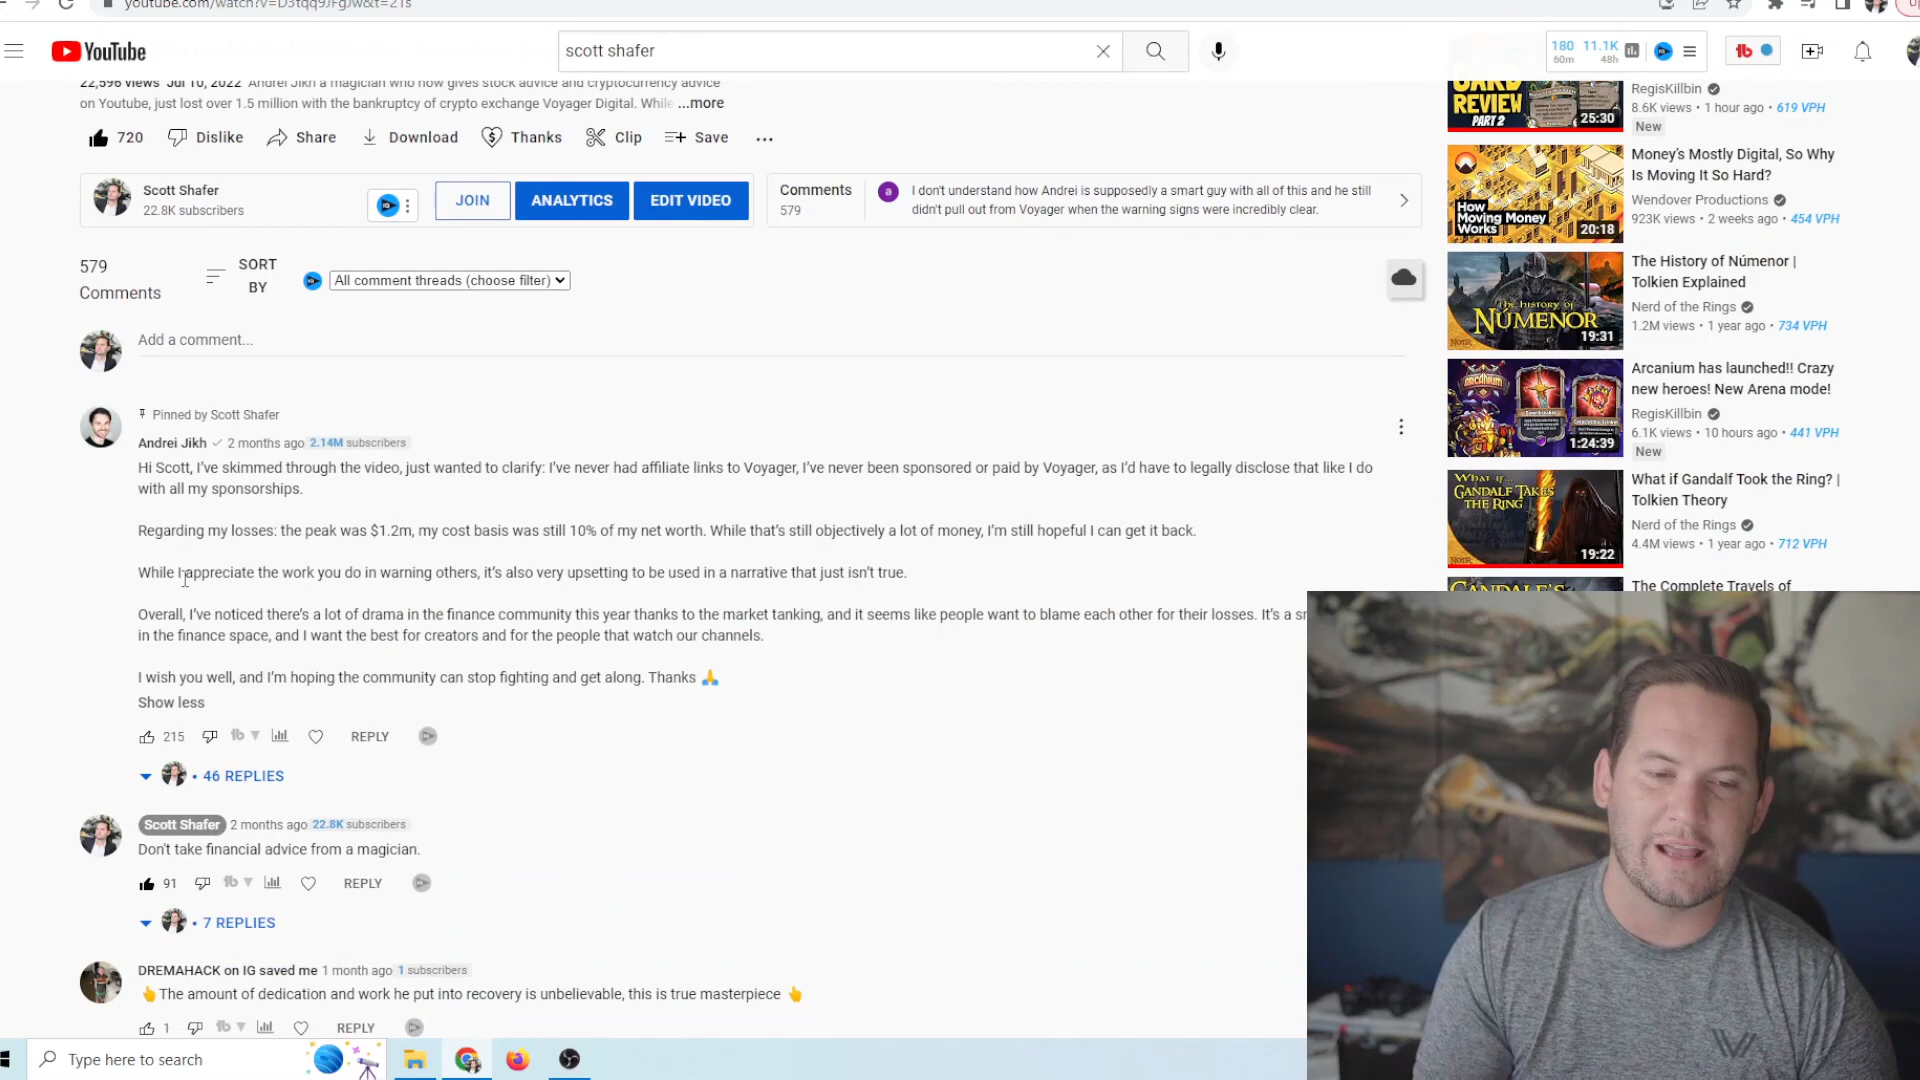 youtube.com/watch?v=D3tqq9JFgJw&t=21s
YouTube
scott shafer
180 11.1K
60m 48h
22,596 views Jul 10, 2022 Andrei Jikh a magician who now gives stock advice and cryptocurrency advice
on Youtube, just lost over 1.5 million with the bankruptcy of crypto exchange Voyager Digital. While ...more
720 Dislike Share Download Thanks Clip Save
Scott Shafer
22.8K subscribers
JOIN ANALYTICS EDIT VIDEO
Comments
579
a
I don't understand how Andrei is supposedly a smart guy with all of this and he still
didn't pull out from Voyager when the warning signs were incredibly clear.
579
Comments
SORT
BY
All comment threads (choose filter)
Add a comment...
Pinned by Scott Shafer
Andrei Jikh 2 months ago 2.14M subscribers
Hi Scott, I've skimmed through the video, just wanted to clarify: I've never had affiliate links to Voyager, I've never been sponsored or paid by Voyager, as I'd have to legally disclose that like I do
with all my sponsorships.
Regarding my losses: the peak was $1.2m, my cost basis was still 10% of my net worth. While that's still objectively a lot of money, I'm still hopeful I can get it back.
While I appreciate the work you do in warning others, it's also very upsetting to be used in a narrative that just isn't true.
Overall, I've noticed there's a lot of drama in the finance community this year thanks to the market tanking, and it seems like people want to blame each other for their losses. It's a
in the finance space, and I want the best for creators and for the people that watch our channels.
I wish you well, and I'm hoping the community can stop fighting and get along. Thanks 🙏
Show less
215 REPLY
• 46 REPLIES
Scott Shafer 2 months ago 22.8K subscribers
Don't take financial advice from a magician.
91 REPLY
• 7 REPLIES
DREMAHACK on IG saved me 1 month ago 1 subscribers
👆The amount of dedication and work he put into recovery is unbelievable, this is true masterpiece 👆
1 REPLY
Type here to search
CARD
REVIEW
PART 2
25:30
RegisKillbin
8.6K views • 1 hour ago • 619 VPH
New
How
Moving Money
Works
20:18
Money's Mostly Digital, So Why
Is Moving It So Hard?
Wendover Productions
923K views • 2 weeks ago • 454 VPH
THE HISTORY OF
NÚMENOR
19:31
The History of Númenor |
Tolkien Explained
Nerd of the Rings
1.2M views • 1 year ago • 734 VPH
ARCANIUM
1:24:39
Arcanium has launched!! Crazy
new heroes! New Arena mode!
RegisKillbin
6.1K views • 10 hours ago • 441 VPH
New
WHAT IF...
GANDALF TAKES
THE RING
19:22
What if Gandalf Took the Ring? |
Tolkien Theory
Nerd of the Rings
4.4M views • 1 year ago • 712 VPH
GANDALF'S
The Complete Travels of